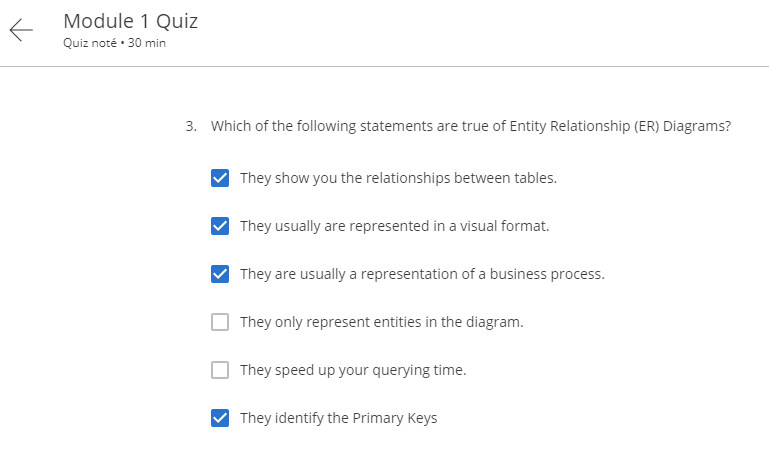 Module 1 Quiz
Quiz noté • 30 min
3. Which of the following statements are true of Entity Relationship (ER) Diagrams?
They show you the relationships between tables.
They usually are represented in a visual format.
They are usually a representation of a business process.
They only represent entities in the diagram.
They speed up your querying time.
They identify the Primary Keys